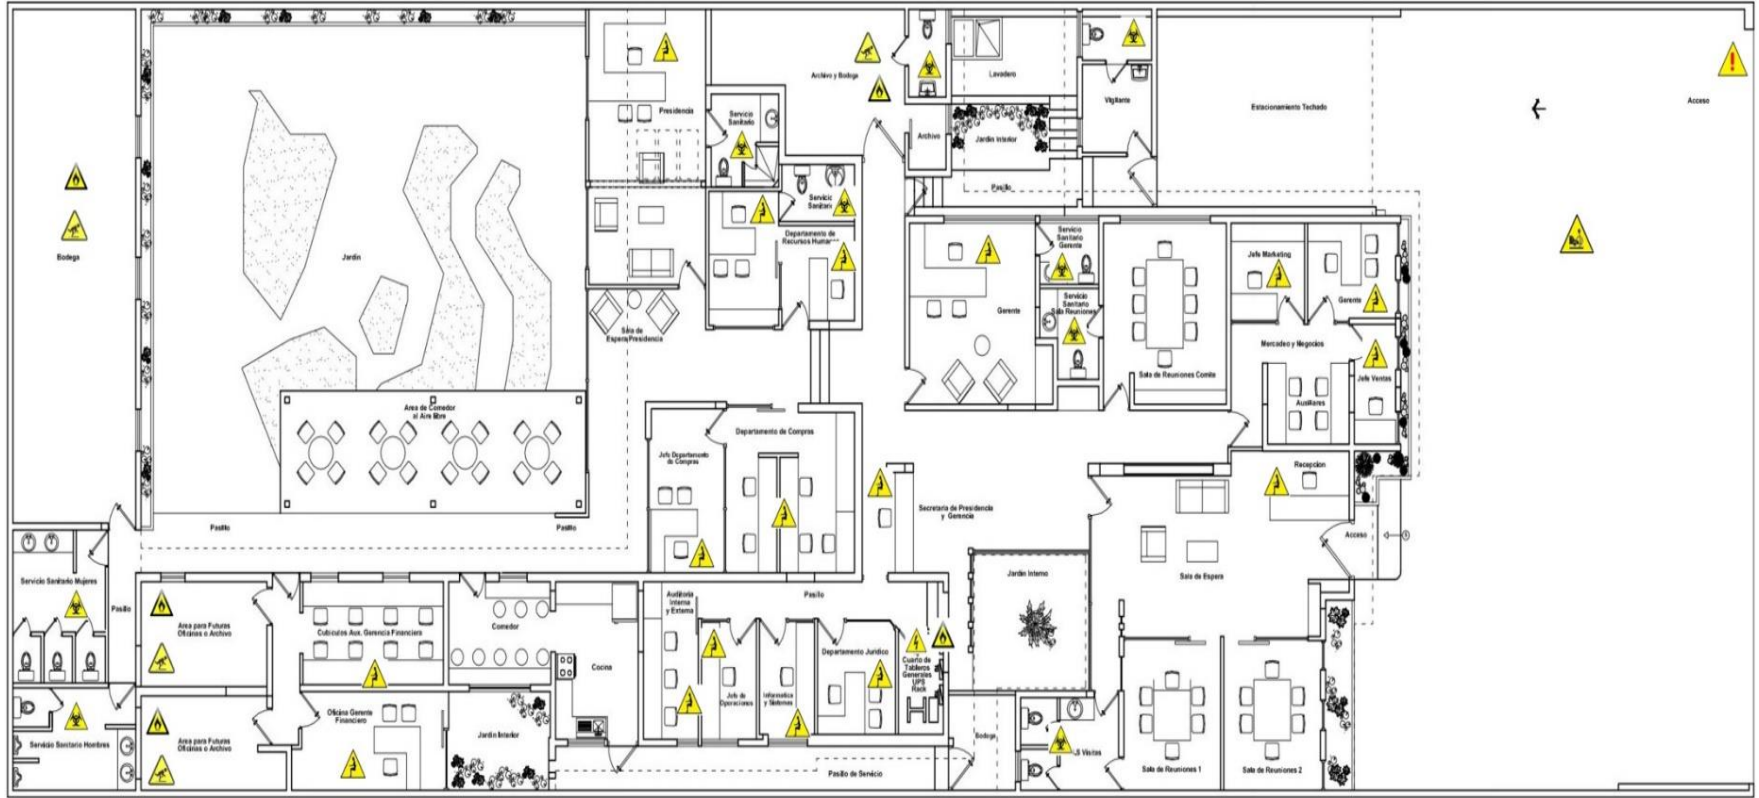 Archivo y Bodega
Lavadero
Vigilante
Estacionamiento Techado
Acceso
Presidencia
Servicio
Sanitario
Archivo
Jardin Interior
Pasillo
Servicio
Sanitario
Departamento de
Recursos Humanos
Bodega
Jardin
Servicio
Sanitario
Gerente
Jefe Marketing
Gerente
Servicio
Sanitario
Sala Reuniones
Gerente
Sala de
Espera Presidencia
Mercadeo y Negocios
Sala de Reuniones Comite
Jefe Ventas
Auxiliares
Area de Comedor
al Aire libre
Departamento de Compras
Jefe Departamento
de Compras
Recepcion
Secretaria de Presidencia
y Gerencia
Pasillo
Pasillo
Acceso
Sala de Espera
Jardin Interno
Servicio Sanitario Mujeres
Pasillo
Area para Futuras
Oficinas o Archivo
Cubiculos Aux. Gerencia Financiero
Comedor
Cocina
Auditoria
Interna
y Externa
Pasillo
Departamento Juridico
Cuarto de
Tableros
Generales
UPS
Rack
Jefe de
Operaciones
Informatica
y Sistemas
Oficina Gerente
Financiero
Servicio Sanitario Hombres
Area para Futuras
Oficinas o Archivo
Jardin Interior
Bodega
S.S Visitas
Pasillo de Servicio
Sala de Reuniones 1
Sala de Reuniones 2